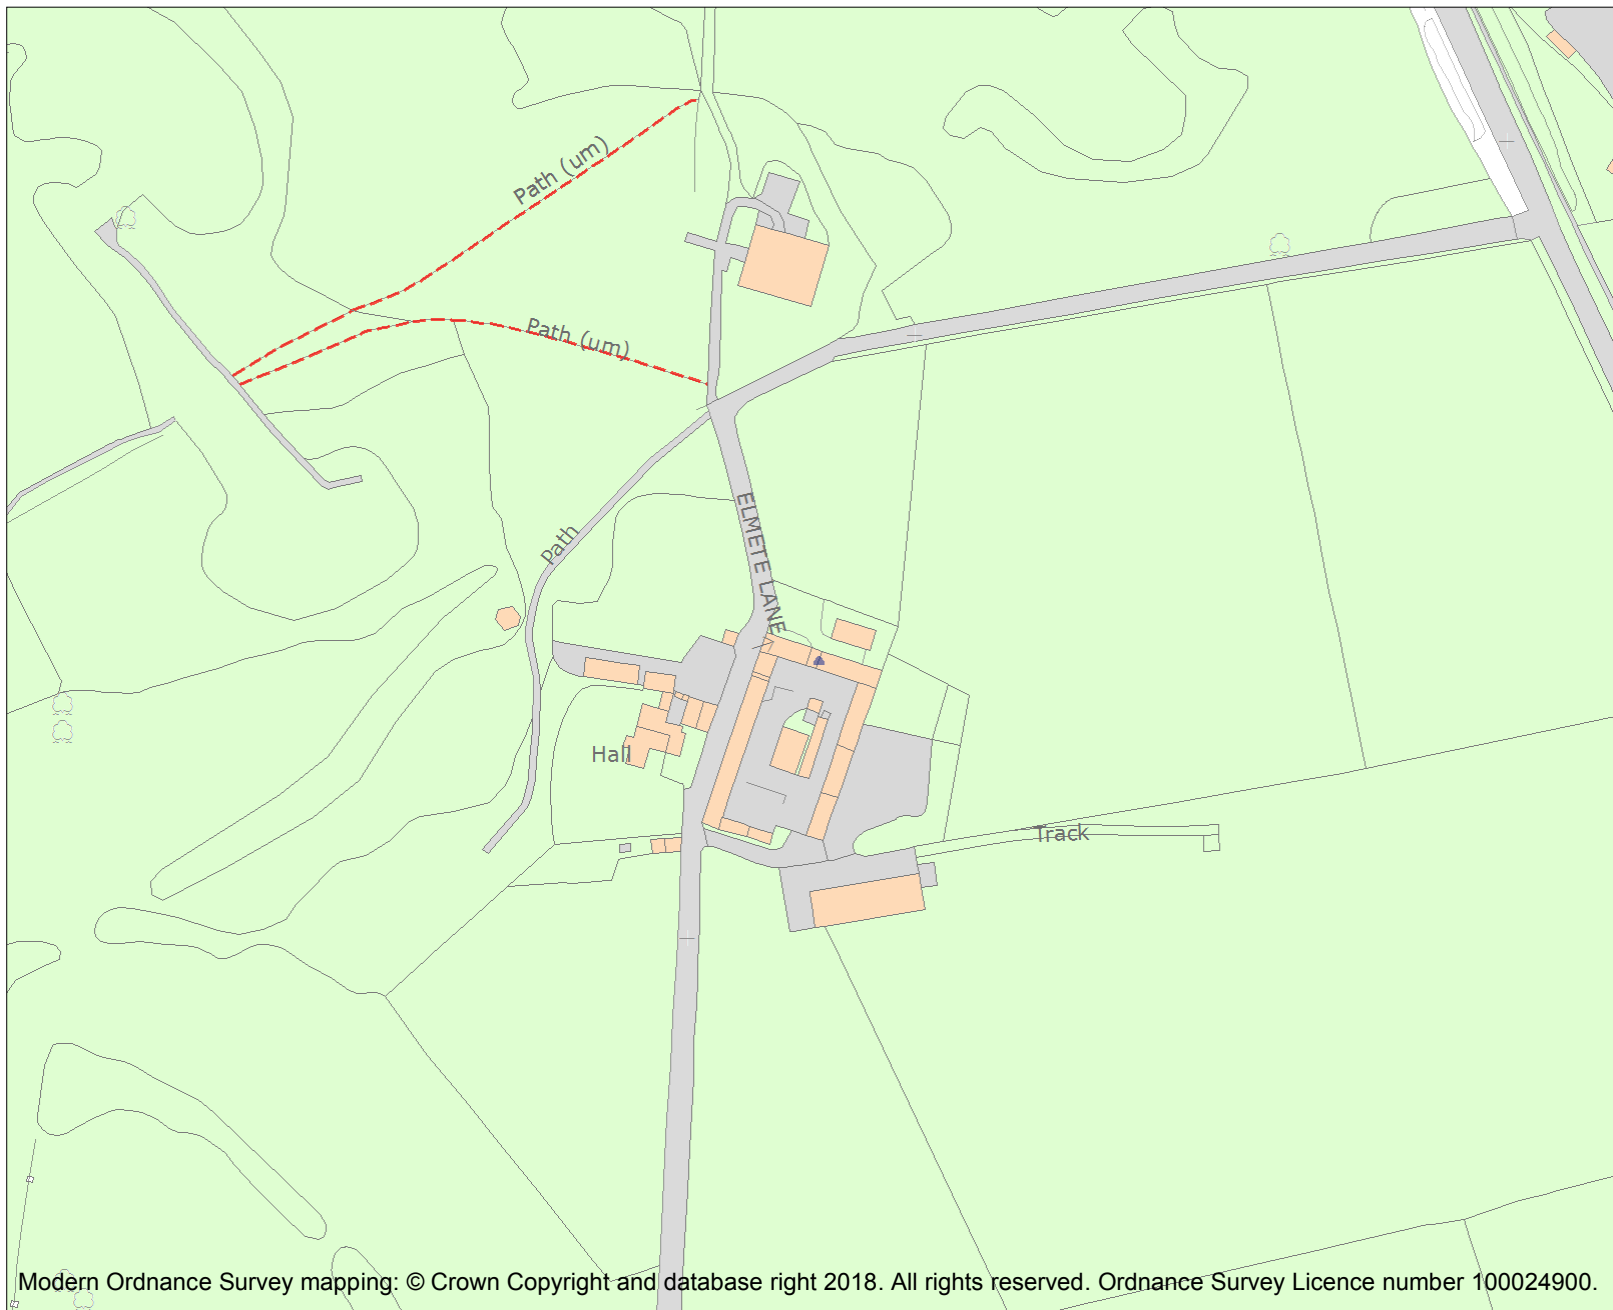 Path (um)
Path (um)
ELMETE LANE
Path
Hall
Track
Modern Ordnance Survey mapping: © Crown Copyright and database right 2018. All rights reserved. Ordnance Survey Licence number 100024900.